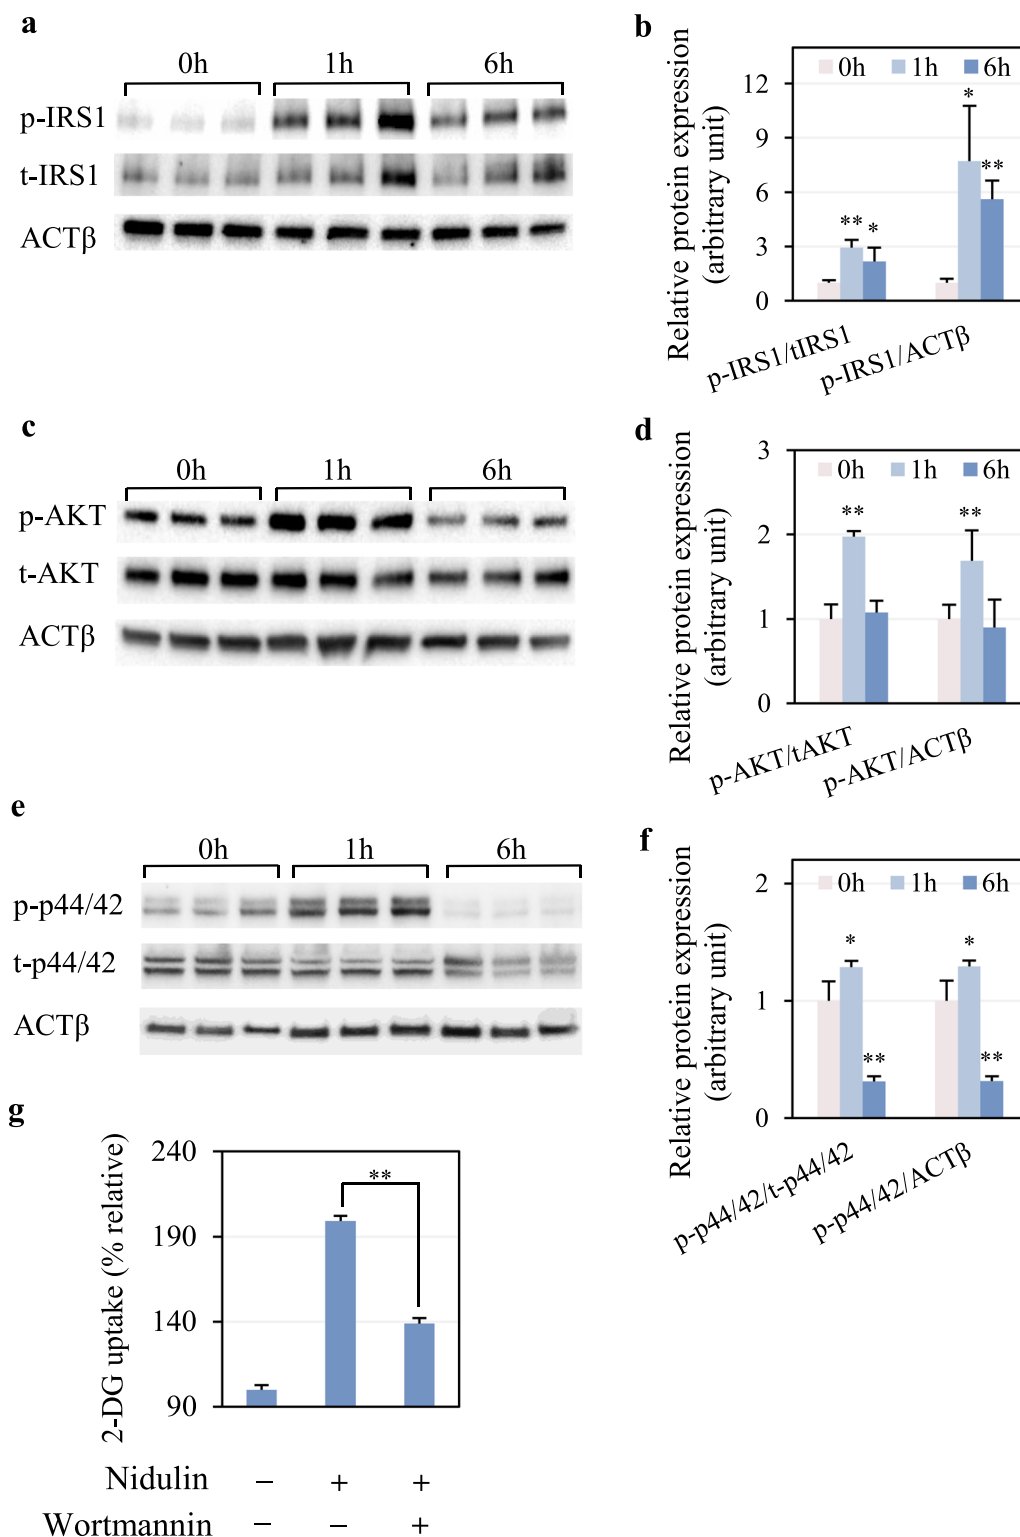 a
0h 1h 6h
p-IRS1
t-IRS1
ACTβ
b
Relative protein expression
(arbitrary unit)
0h 1h 6h
12
9
6
3
0
** *
* **
p-IRS1/tIRS1
p-IRS1/ACTβ
c
0h 1h 6h
p-AKT
t-AKT
ACTβ
d
Relative protein expression
(arbitrary unit)
0h 1h 6h
3
2
1
0
** **
p-AKT/tAKT
p-AKT/ACTβ
e
0h 1h 6h
p-p44/42
t-p44/42
ACTβ
f
Relative protein expression
(arbitrary unit)
0h 1h 6h
2
1
0
* *
** **
p-p44/42/t-p44/42
p-p44/42/ACTβ
g
2-DG uptake (% relative)
240
190
140
90
**
Nidulin − + +
Wortmannin − − +